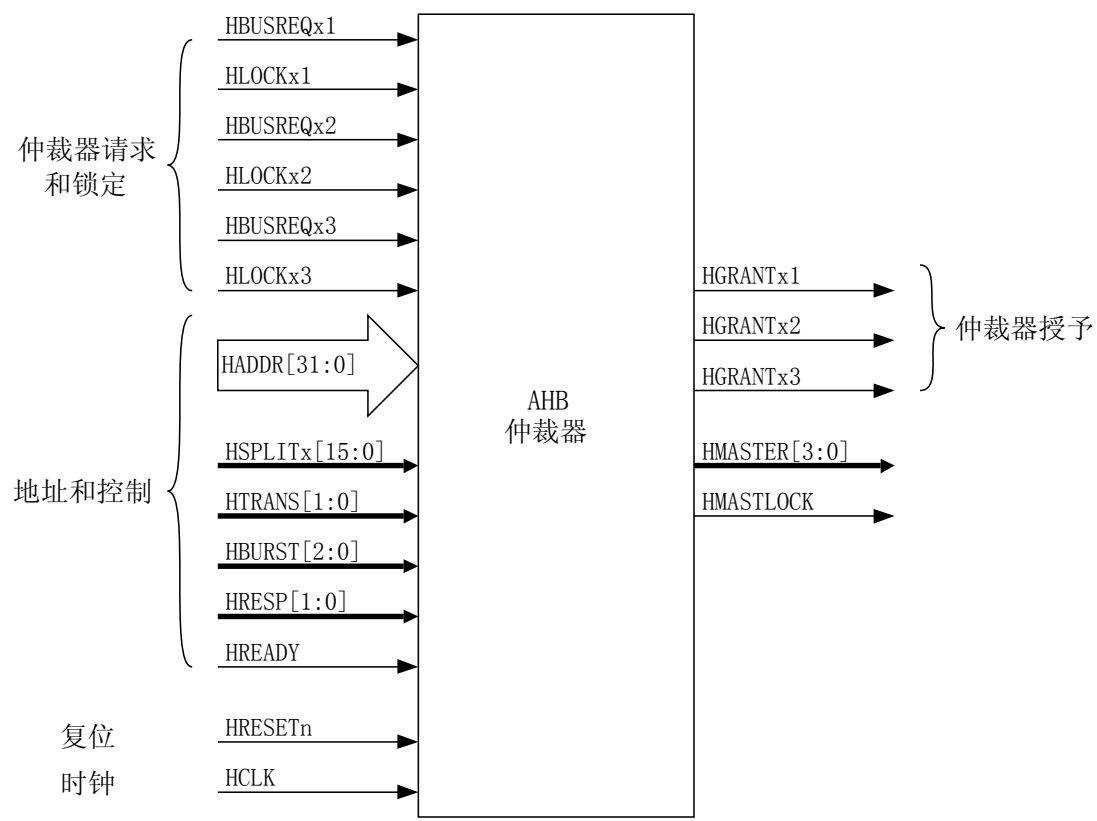 HBUSREQx1
HLOCKx1
HBUSREQx2
HLOCKx2
HBUSREQx3
HLOCKx3
仲裁器请求
和锁定
HADDR[31:0]
HSPLITx[15:0]
HTRANS[1:0]
HBURST[2:0]
HRESP[1:0]
HREADY
地址和控制
复位
HRESETn
时钟
HCLK
AHB
仲裁器
HGRANTx1
HGRANTx2
HGRANTx3
仲裁器授予
HMASTER[3:0]
HMASTLOCK